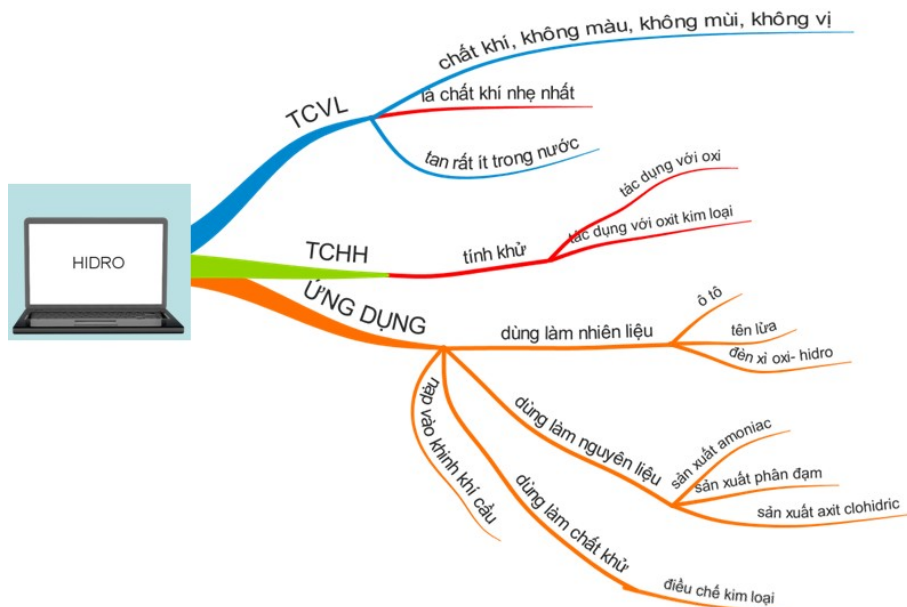 HIDRO
TCVL
chất khí, không màu, không mùi, không vị
là chất khí nhẹ nhất
tan rất ít trong nước
TCHH
tính khử
tác dụng với oxi
tác dụng với oxit kim loại
ỨNG DỤNG
dùng làm nhiên liệu
ô tô
tên lửa
đèn xì oxi- hidro
dùng làm nguyên liệu
sản xuất amoniac
sản xuất phân đạm
sản xuất axit clohidric
dùng làm chất khử
điều chế kim loại
nạp vào khinh khí cầu